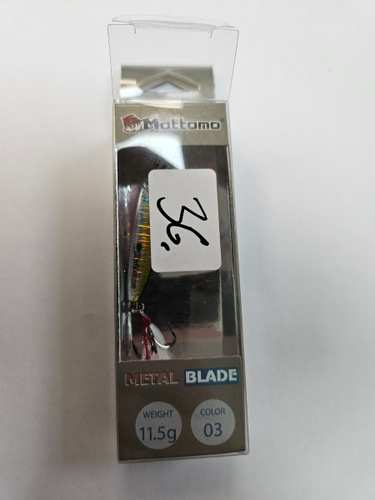 Mottomo
36.
METAL BLADE
WEIGHT COLOR
11.5g 03